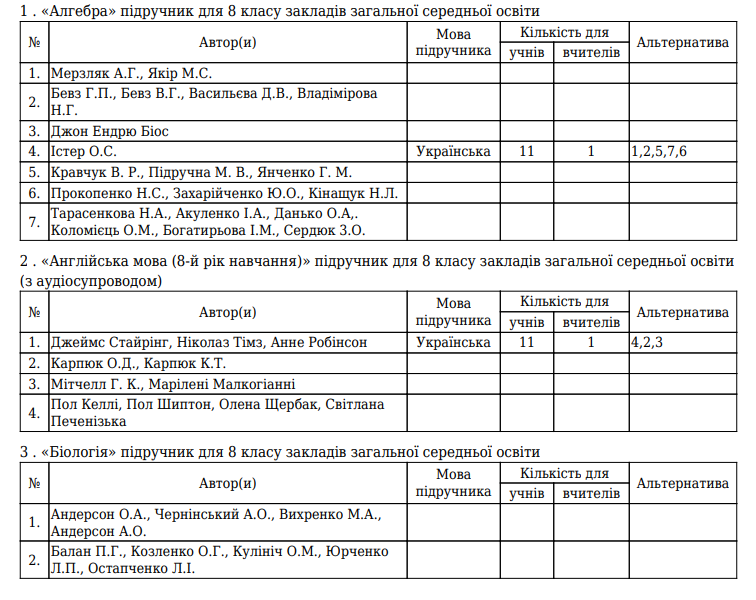 1 . «Алгебра» підручник для 8 класу закладів загальної середньої освіти
№ Автор(и) Мова підручника Кількість для учнів вчителів Альтернатива
1. Мерзляк А.Г., Якір М.С.
2. Бевз Г.П., Бевз В.Г., Васильєва Д.В., Владімірова
Н.Г.
3. Джон Ендрю Біос
4. Істер О.С. Українська 11 1 1,2,5,7,6
5. Кравчук В. Р., Підручна М. В., Янченко Г. М.
6. Прокопенко Н.С., Захарійченко Ю.О., Кінащук Н.Л.
7. Тарасенкова Н.А., Акуленко І.А., Данько О.А,.
Коломієць О.М., Богатирьова І.М., Сердюк З.О.
2 . «Англійська мова (8-й рік навчання)» підручник для 8 класу закладів загальної середньої освіти
(з аудіосупроводом)
№ Автор(и) Мова підручника Кількість для учнів вчителів Альтернатива
1. Джеймс Стайрінг, Ніколаз Тімз, Анне Робінсон Українська 11 1 4,2,3
2. Карпюк О.Д., Карпюк К.Т.
3. Мітчелл Г. К., Марілені Малкогіанні
4. Пол Келлі, Пол Шиптон, Олена Щербак, Світлана
Печенізька
3 . «Біологія» підручник для 8 класу закладів загальної середньої освіти
№ Автор(и) Мова підручника Кількість для учнів вчителів Альтернатива
1. Андерсон О.А., Чернінський А.О., Вихренко М.А.,
Андерсон А.О.
2. Балан П.Г., Козленко О.Г., Кулініч О.М., Юрченко
Л.П., Остапченко Л.І.